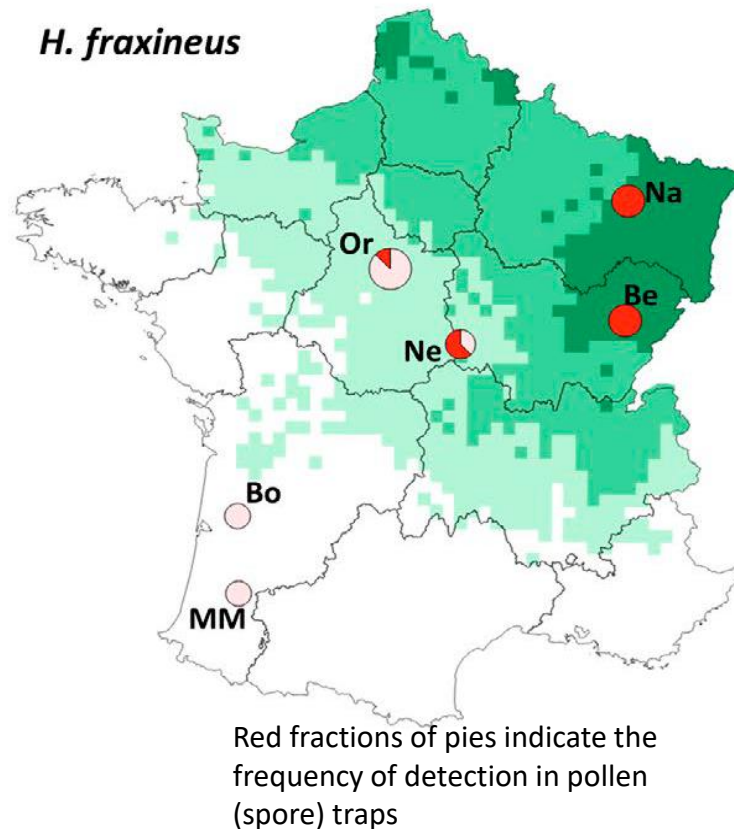 H. fraxineus
Na
Or
Be
Ne
Bo
MM
Red fractions of pies indicate the
frequency of detection in pollen
(spore) traps